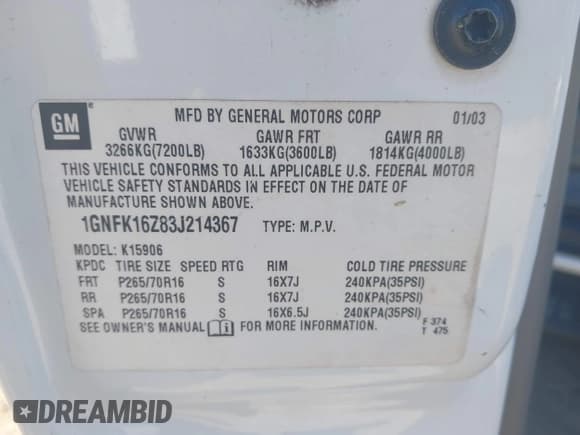 GM
®
MFD BY GENERAL MOTORS CORP 01/03
GVWR GAWR FRT GAWR RR
3266KG(7200LB) 1633KG(3600LB) 1814KG(4000LB)
THIS VEHICLE CONFORMS TO ALL APPLICABLE U.S. FEDERAL MOTOR
VEHICLE SAFETY STANDARDS IN EFFECT ON THE DATE OF
MANUFACTURE SHOWN ABOVE.
1GNFK16Z83J214367 TYPE: M.P.V.
MODEL: K15906
KPDC TIRE SIZE SPEED RTG RIM COLD TIRE PRESSURE
FRT P265/70R16 S 16X7J 240KPA(35PSI)
RR P265/70R16 S 16X7J 240KPA(35PSI)
SPA P265/70R16 S 16X6.5J 240KPA(35PSI)
SEE OWNER'S MANUAL FOR MORE INFORMATION.
F 374
T 475
DREAMBID